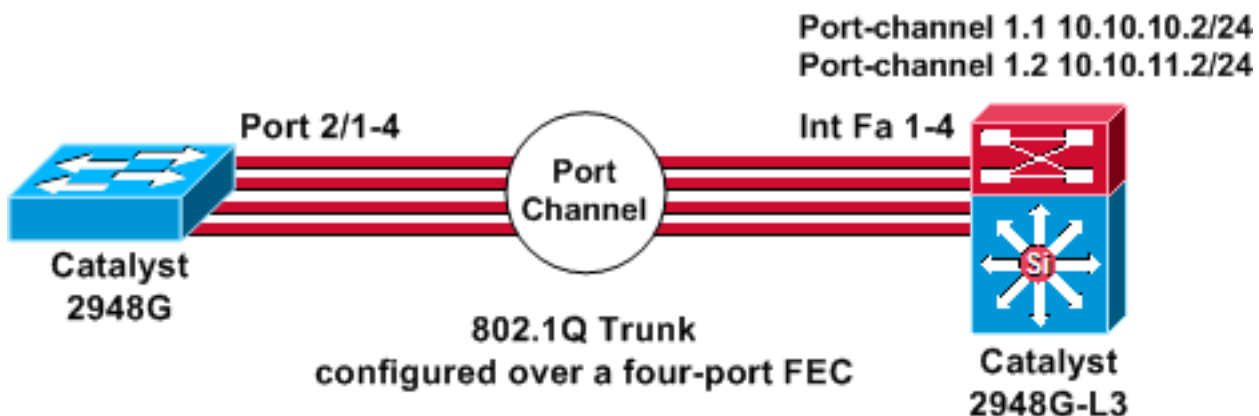 Port-channel 1.1 10.10.10.2/24
Port-channel 1.2 10.10.11.2/24
Port 2/1-4
Int Fa 1-4
Port
Channel
Si
Catalyst
2948G
802.1Q Trunk
configured over a four-port FEC
Catalyst
2948G-L3